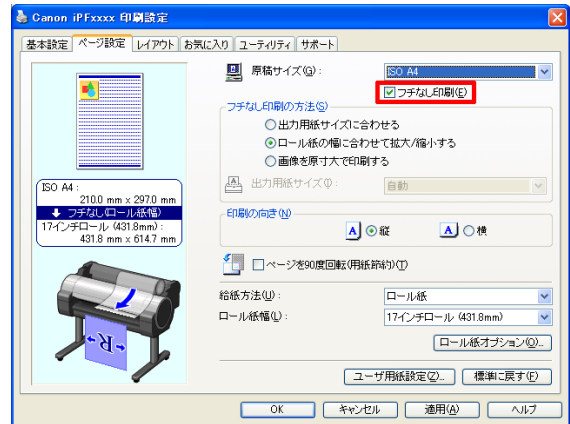 Canon iPFxxxx 印刷設定
基本設定 ページ設定 レイアウト お気に入り ユーティリティ サポート
原稿サイズ(G) :
ISO A4
フチなし印刷(E)
フチなし印刷の方法(S)
出力用紙サイズに合わせる
ロール紙の幅に合わせて拡大/縮小する
画像を原寸大で印刷する
出力用紙サイズ(I) :
自動
ISO A4 :
210.0 mm x 297.0 mm
フチなし(ロール紙幅)
17インチロール (431.8mm) :
431.8 mm x 614.7 mm
印刷の向き(N)
A 縦
A 横
ページを90度回転(用紙節約)(T)
給紙方法(U) :
ロール紙
ロール紙幅(L) :
17インチロール (431.8mm)
ロール紙オプション(O)...
R
ユーザ用紙設定(Z)...
標準に戻す(F)
OK
キャンセル
適用(A)
ヘルプ